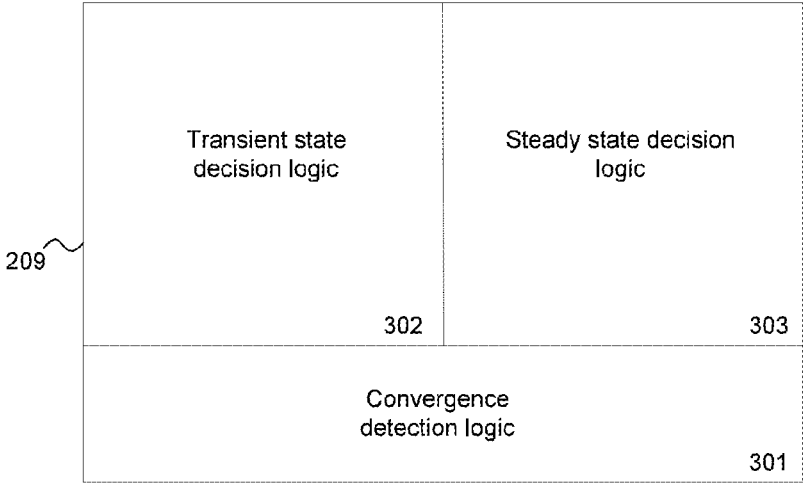 Transient state
decision logic
302
Steady state decision
logic
303
209
Convergence
detection logic
301